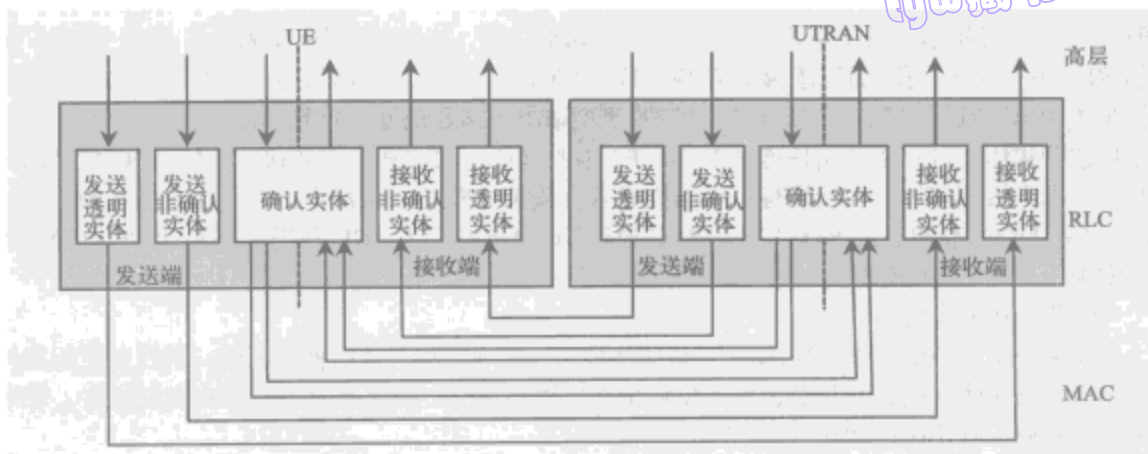 UE
UTRAN
高层
发送
透明
实体
发送
非确认
实体
确认实体
接收
非确认
实体
接收
透明
实体
发送
透明
实体
发送
非确认
实体
确认实体
接收
非确认
实体
接收
透明
实体
RLC
发送端
接收端
发送端
接收端
MAC